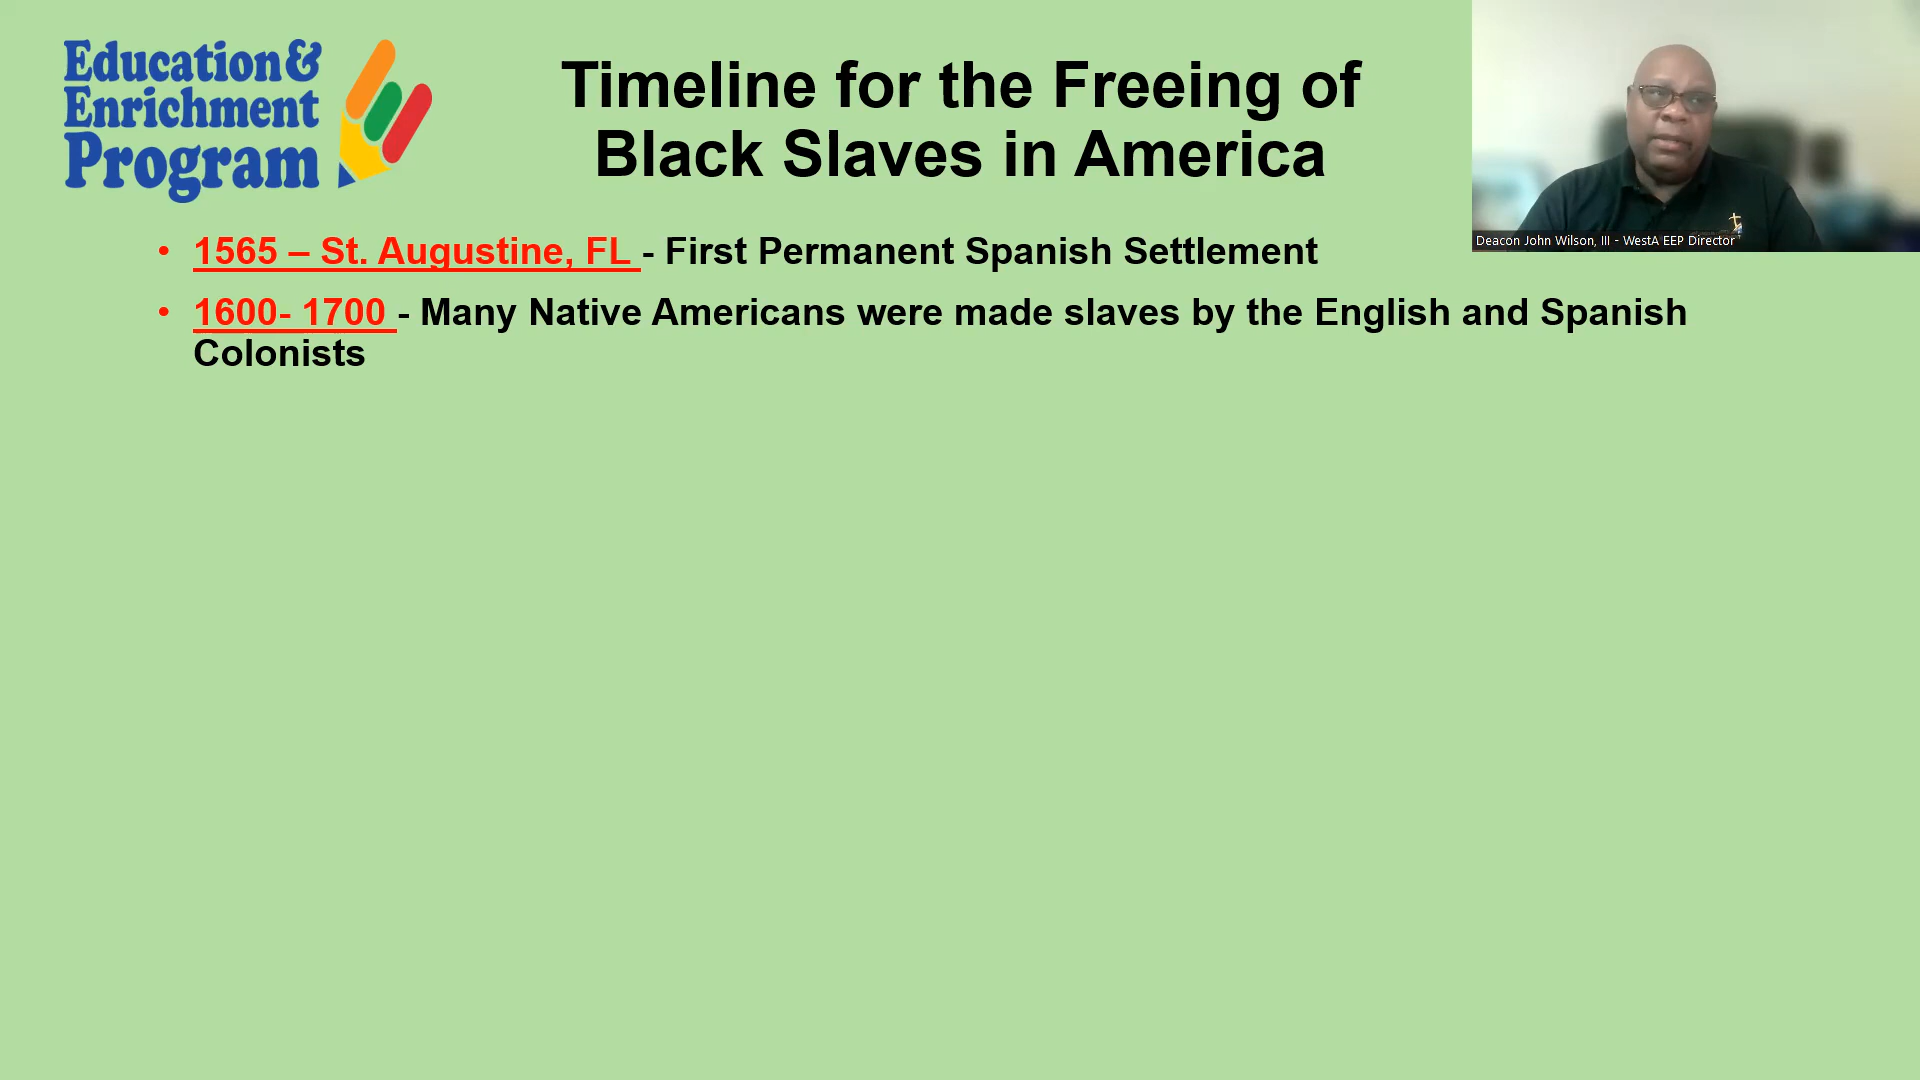 Education&
Enrichment
Program
Timeline for the Freeing of
Black Slaves in America
Deacon John Wilson, III - WestA EEP Director
• 1565 – St. Augustine, FL - First Permanent Spanish Settlement
• 1600- 1700 - Many Native Americans were made slaves by the English and Spanish
Colonists